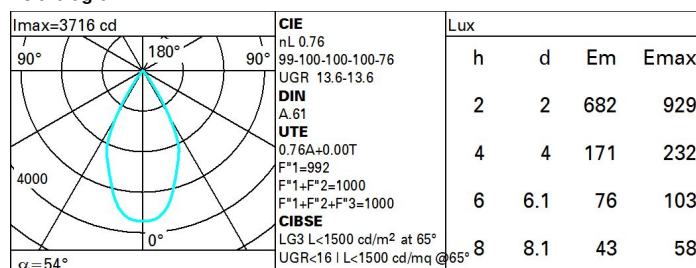 Imax=3716 cd
90°
180°
90°
4000
0°
α=54°
CIE
nL 0.76
99-100-100-100-76
UGR 13.6-13.6
DIN
A.61
UTE
0.76A+0.00T
F"1=992
F"1+F"2=1000
F"1+F"2+F"3=1000
CIBSE
LG3 L<1500 cd/m² at 65°
UGR<16 | L<1500 cd/mq @65°
Lux
h d Em Emax
2 2 682 929
4 4 171 232
6 6.1 76 103
8 8.1 43 58